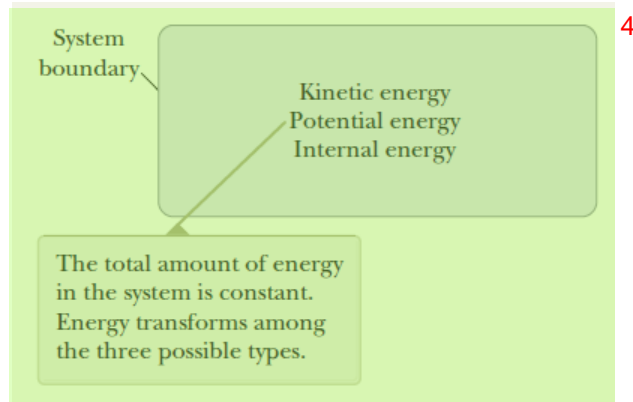 System
boundary
Kinetic energy
Potential energy
Internal energy
4
The total amount of energy
in the system is constant.
Energy transforms among
the three possible types.